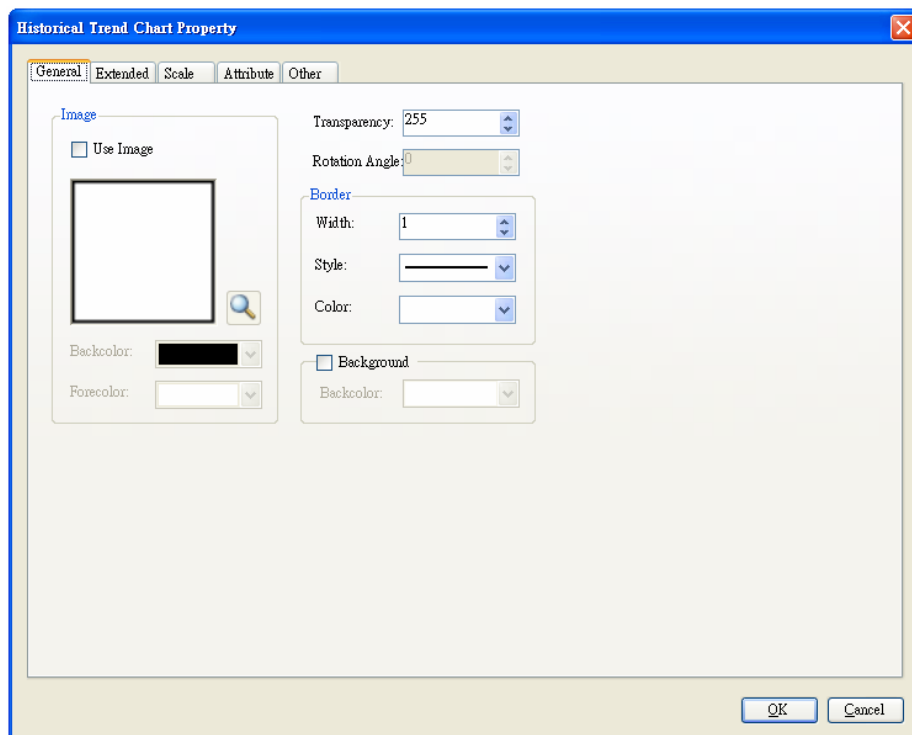 Historical Trend Chart Property
General Extended Scale Attribute Other
Image
Use Image
Backcolor:
Forecolor:
Transparency: 255
Rotation Angle: 0
Border
Width: 1
Style:
Color:
Background
Backcolor:
OK Cancel